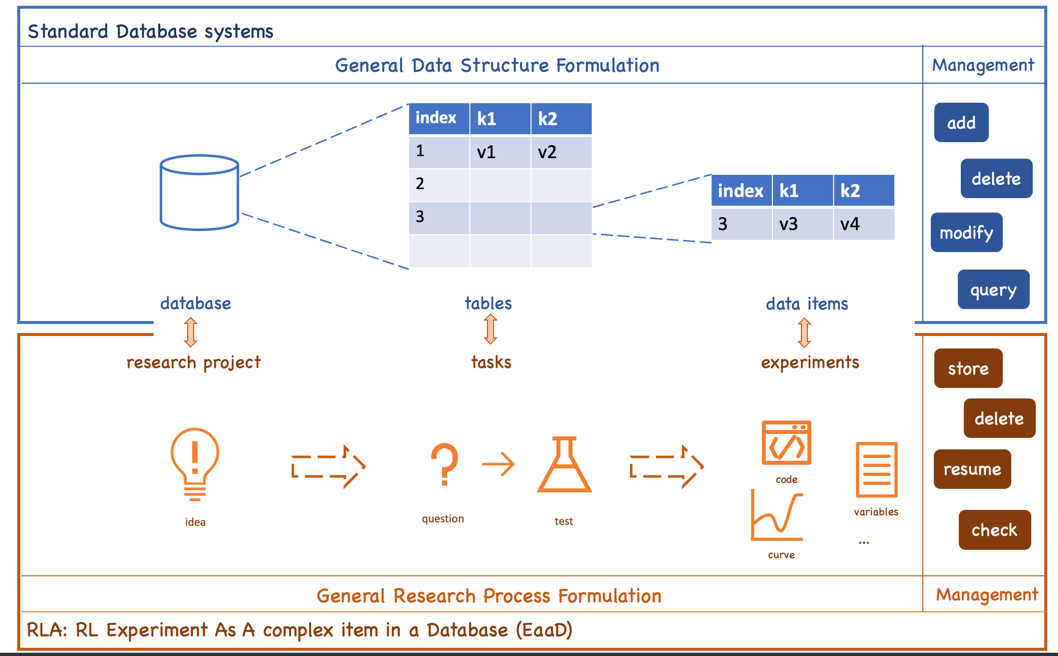 Standard Database systems
General Data Structure Formulation
Management
index k1 k2
1 v1 v2
2
3
index k1 k2
3 v3 v4
add
delete
modify
query
database
tables
data items
research project
tasks
experiments
store
delete
resume
check
idea
?
question
test
code
curve
variables
...
General Research Process Formulation
Management
RLA: RL Experiment As A complex item in a Database (EaaD)